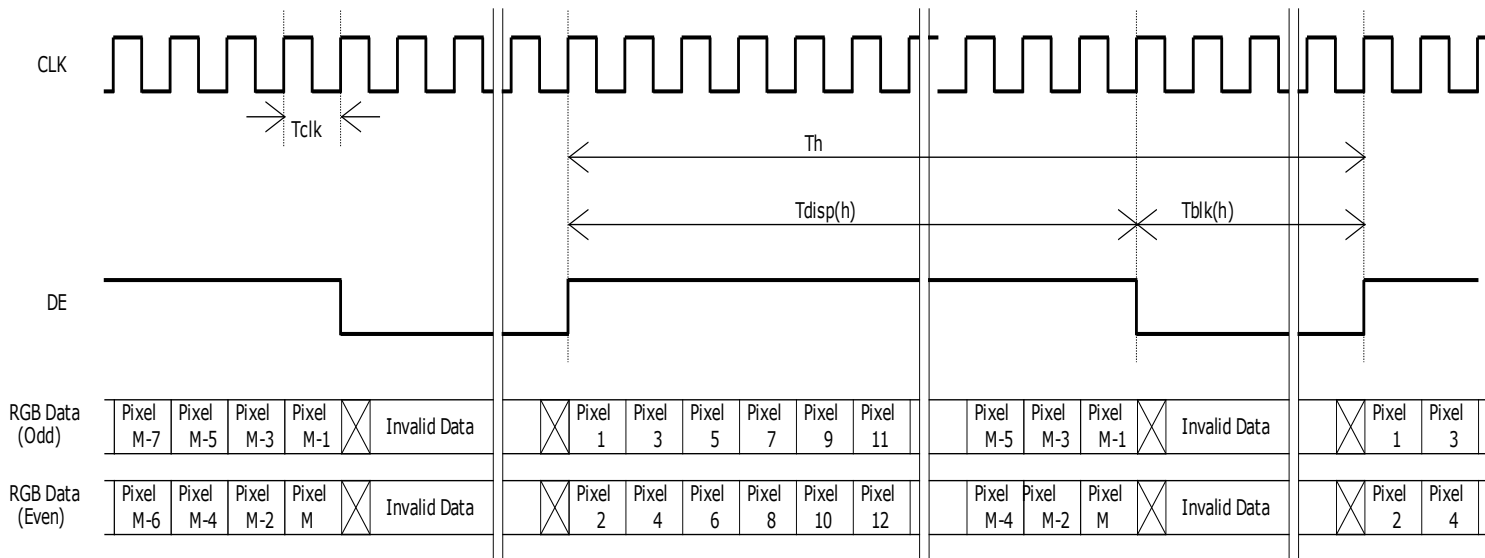 CLK
Tclk
Th
Tdisp(h)
Tblk(h)
DE
RGB Data
(Odd)
Pixel
M-7
Pixel
M-5
Pixel
M-3
Pixel
M-1
Invalid Data
Pixel
1
Pixel
3
Pixel
5
Pixel
7
Pixel
9
Pixel
11
Pixel
M-5
Pixel
M-3
Pixel
M-1
Invalid Data
Pixel
1
Pixel
3
RGB Data
(Even)
Pixel
M-6
Pixel
M-4
Pixel
M-2
Pixel
M
Invalid Data
Pixel
2
Pixel
4
Pixel
6
Pixel
8
Pixel
10
Pixel
12
Pixel
M-4
Pixel
M-2
Pixel
M
Invalid Data
Pixel
2
Pixel
4